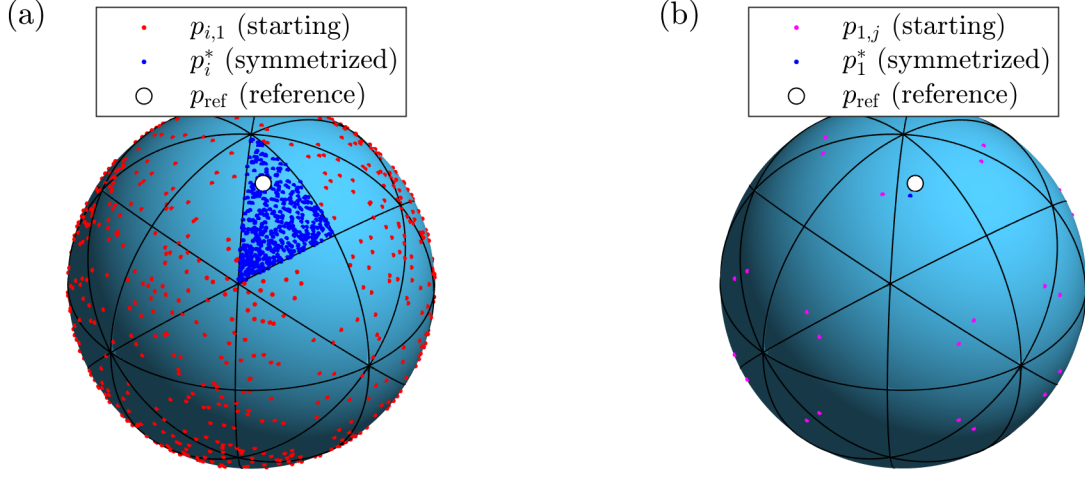 (a)
p_{i,1} (starting)
p_i^* (symmetrized)
p_ref (reference)
(b)
p_{1,j} (starting)
p_1^* (symmetrized)
p_ref (reference)